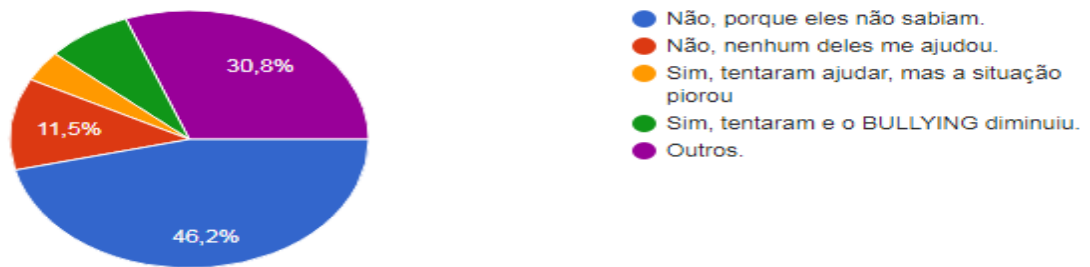 30,8%
11,5%
46,2%
Não, porque eles não sabiam.
Não, nenhum deles me ajudou.
Sim, tentaram ajudar, mas a situação
piorou
Sim, tentaram e o BULLYING diminuiu.
Outros.